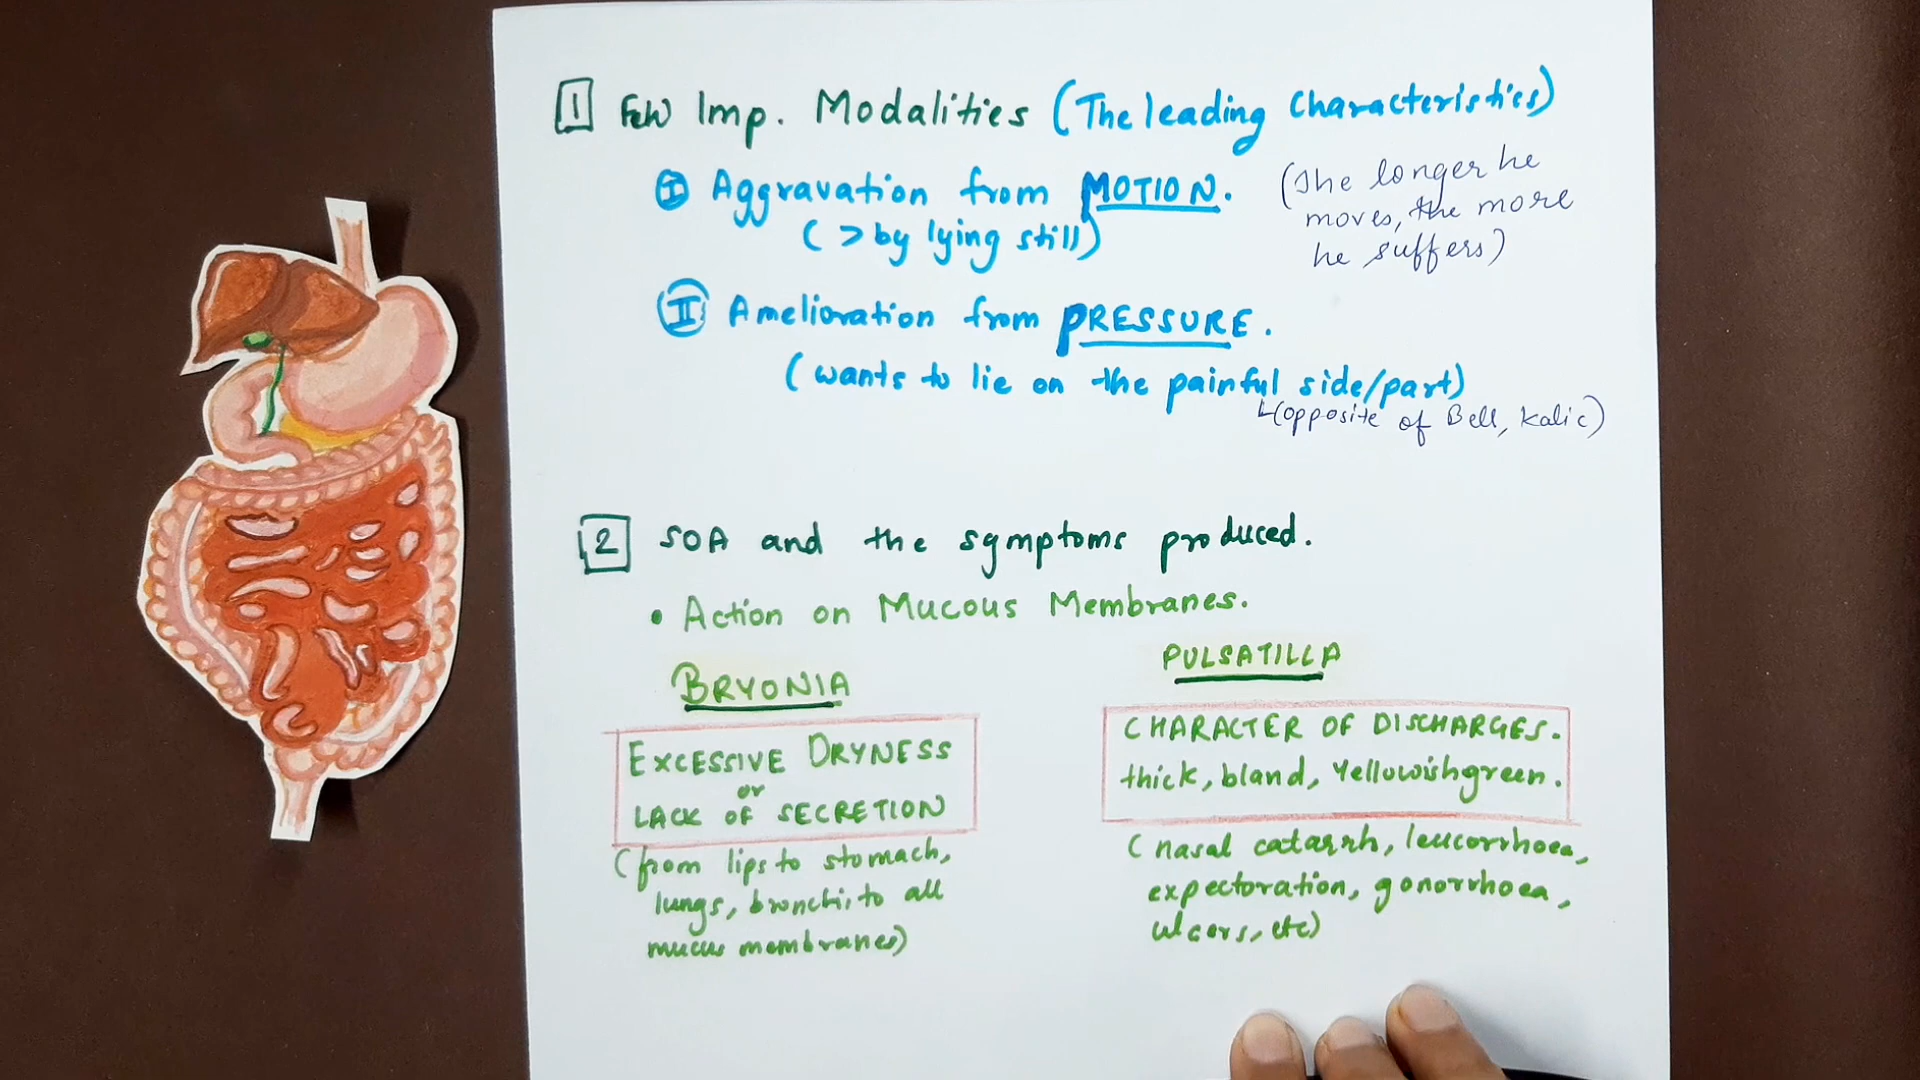 1 Few Imp. Modalities (The leading Characteristics)
I Aggravation from MOTION.
( > by lying still)
(The longer he
moves, the more
he suffers)
II Amelioration from PRESSURE.
(wants to lie on the painful side/part)
(opposite of Bell, Kalic)
2 SOA and the symptoms produced.
• Action on Mucous Membranes.
BRYONIA
EXCESSIVE DRYNESS
or
LACK OF SECRETION
(from lips to stomach,
lungs, bronchi, to all
mucus membranes)
PULSATILLA
CHARACTER OF DISCHARGES.
thick, bland, Yellowishgreen.
(nasal catarrh, leucorrhoea,
expectoration, gonorrhoea,
ulcers, etc)